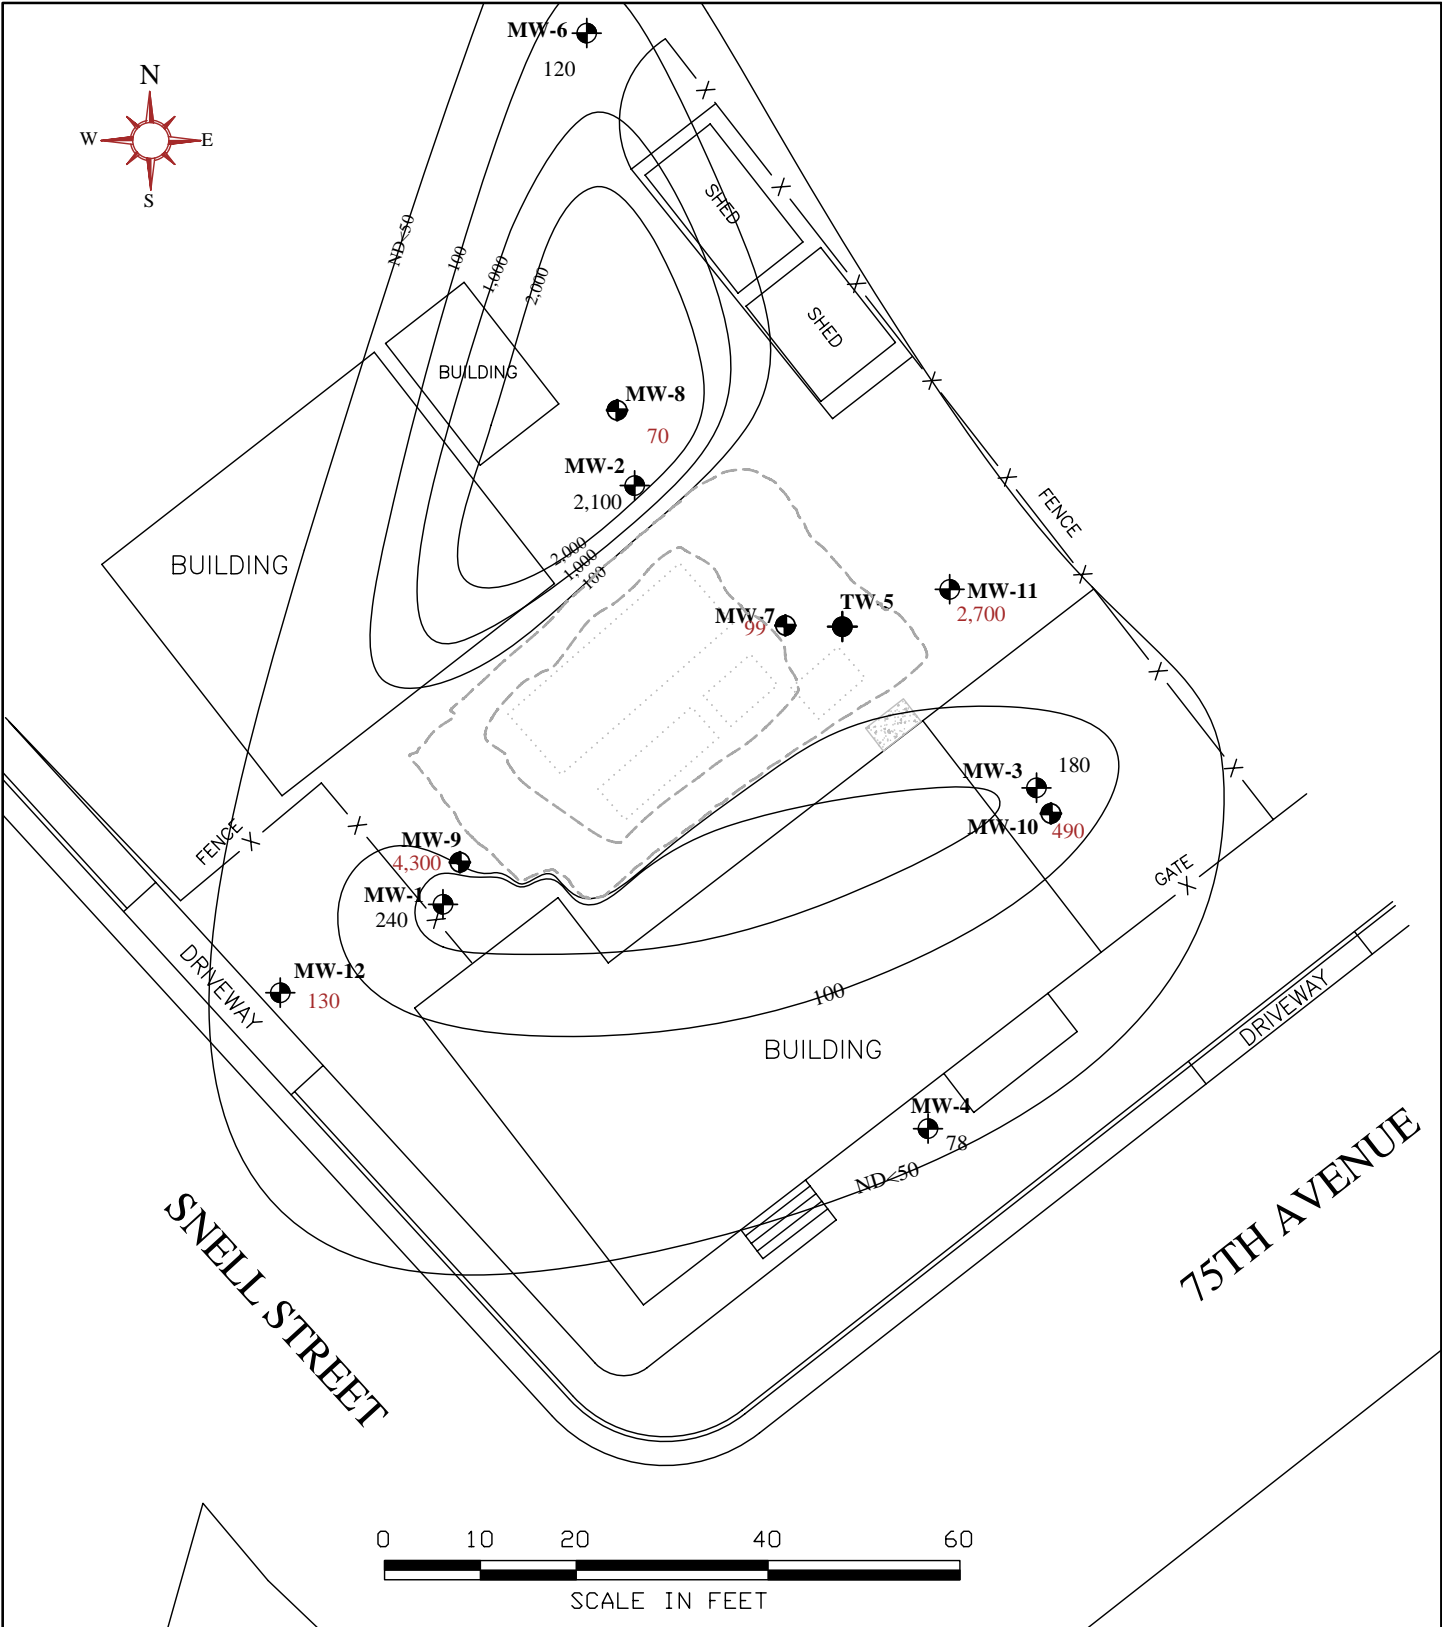 MW-6
120
N
W
E
S
X
X
SHED
ND<50
100
1,000
2,000
X
SHED
BUILDING
X
MW-8
70
MW-2
2,100
X
FENCE
2,000
1,000
100
BUILDING
X
MW-7
99
TW-5
MW-11
2,700
X
MW-3
180
X
MW-10
490
FENCE
X
X
MW-9
4,300
MW-1
240
X
GATE
X
DRIVEWAY
MW-12
130
100
BUILDING
DRIVEWAY
MW-4
78
ND<50
SNELL STREET
75TH AVENUE
0 10 20 40 60
SCALE IN FEET